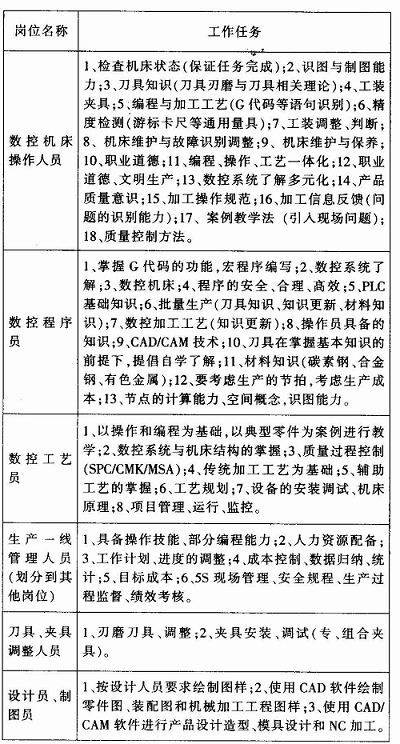 岗位名称
工作任务
数控机床
操作人员
1、检查机床状态(保证任务完成);2、识图与制图能
力;3、刀具知识(刀具刃磨与刀具相关理论);4、工装
夹具;5、编程与加工工艺(G代码等语句识别);6、精
度检测(游标卡尺等通用量具);7、工装调整、判断;
8、机床维护与故障识别调整;9、机床维护与保养;
10、职业道德;11、编程、操作、工艺一体化;12、职业
道德、文明生产;13、数控系统了解多元化;14、产品
质量意识;15、加工操作规范;16、加工信息反馈(问
题的识别能力);17、案例教学法(引入现场问题);
18、质量控制方法。
数控程序
员
1、掌握G代码的功能,宏程序编写;2、数控系统了
解;3、数控机床;4、程序的安全、合理、高效;5、PLC
基础知识;6、批量生产(刀具知识、知识更新、材料知
识);7、数控加工工艺(知识更新);8、操作员具备的
知识;9、CAD/CAM技术;10、刀具在掌握基本知识的
前提下,提倡自学了解;11、材料知识(碳素钢、合金
钢、有色金属);12、要考虑生产的节拍,考虑生产成
本;13、节点的计算能力、空间概念,识图能力。
数控工艺
员
1、以操作和编程为基础,以典型零件为案例进行教
学;2、数控系统与机床结构的掌握;3、质量过程控制
(SPC/CMK/MSA);4、传统加工工艺为基础;5、辅助
工艺的掌握;6、工艺规划;7、设备的安装调试、机床
原理;8、项目管理、运行、监控。
生产一线
管理人员
(划分到其
他岗位)
1、具备操作技能、部分编程能力;2、人力资源配备;
3、工作计划、进度的调整;4、成本控制、数据归纳、统
计;5、目标成本;6、5S现场管理、安全规程、生产过
程监督、绩效考核。
刀具、夹具
调整人员
1、刃磨刀具、调整;2、夹具安装、调试(专、组合夹
具)。
设计员、制
图员
1、按设计人员要求绘制图样;2、使用CAD软件绘制
零件图、装配图和机械加工工程图样;3、使用CAD/
CAM软件进行产品设计造型、模具设计和NC加工。